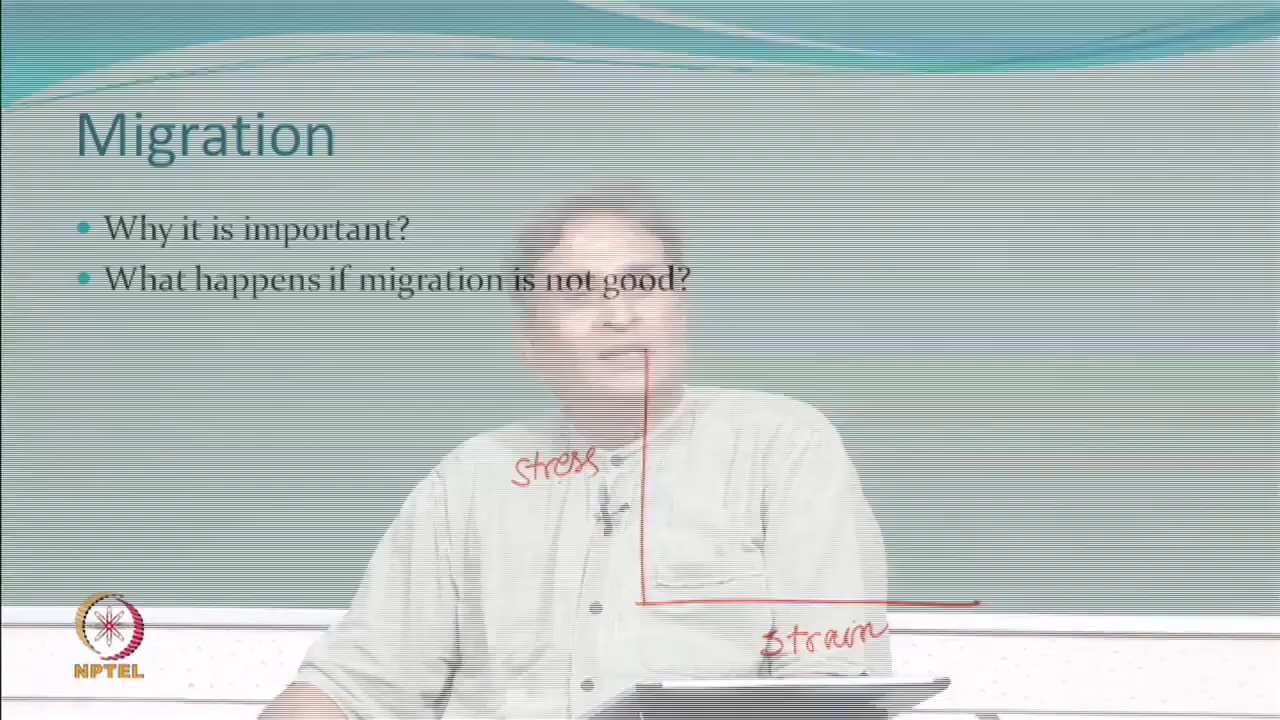 Migration
• Why it is important?
• What happens if migration is not good?
stress
strain
NPTEL